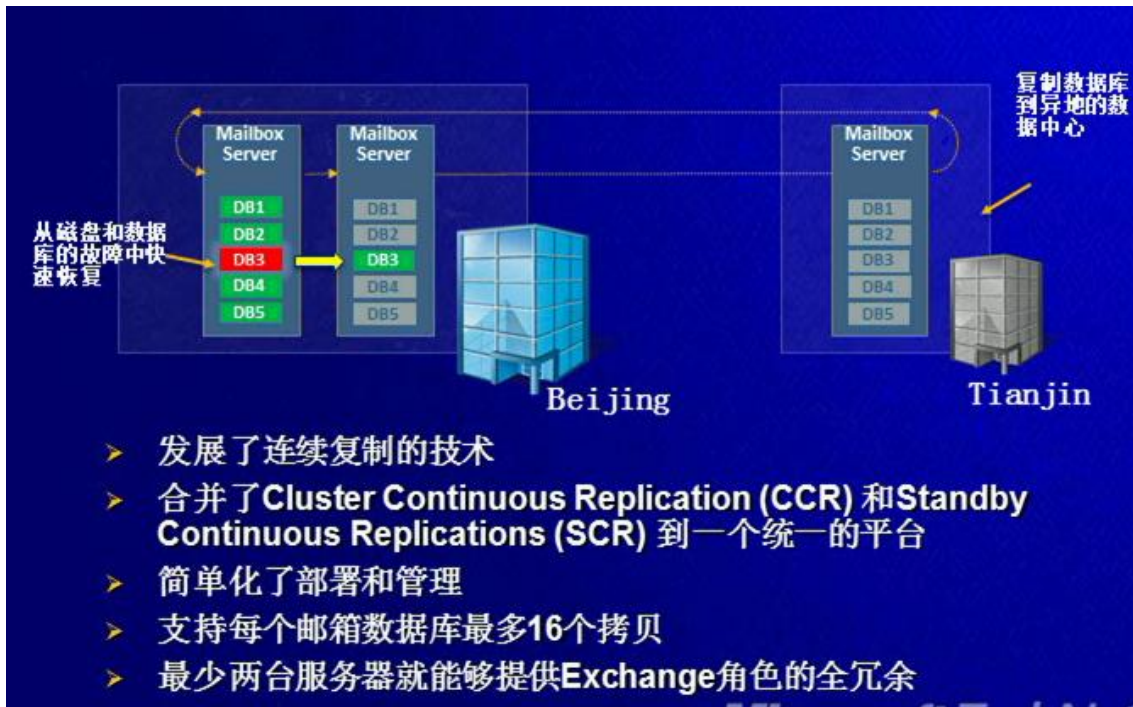 复制数据库
到异地的数
据中心
Mailbox
Server
DB1
DB2
DB3
DB4
DB5
Mailbox
Server
DB1
DB2
DB3
DB4
DB5
Mailbox
Server
DB1
DB2
DB3
DB4
DB5
从磁盘和数据
库的故障中快
速恢复
Beijing
Tianjin
发展了连续复制的技术
合并了Cluster Continuous Replication (CCR) 和Standby
Continuous Replications (SCR) 到一个统一的平台
简单化了部署和管理
支持每个邮箱数据库最多16个拷贝
最少两台服务器就能够提供Exchange角色的全冗余